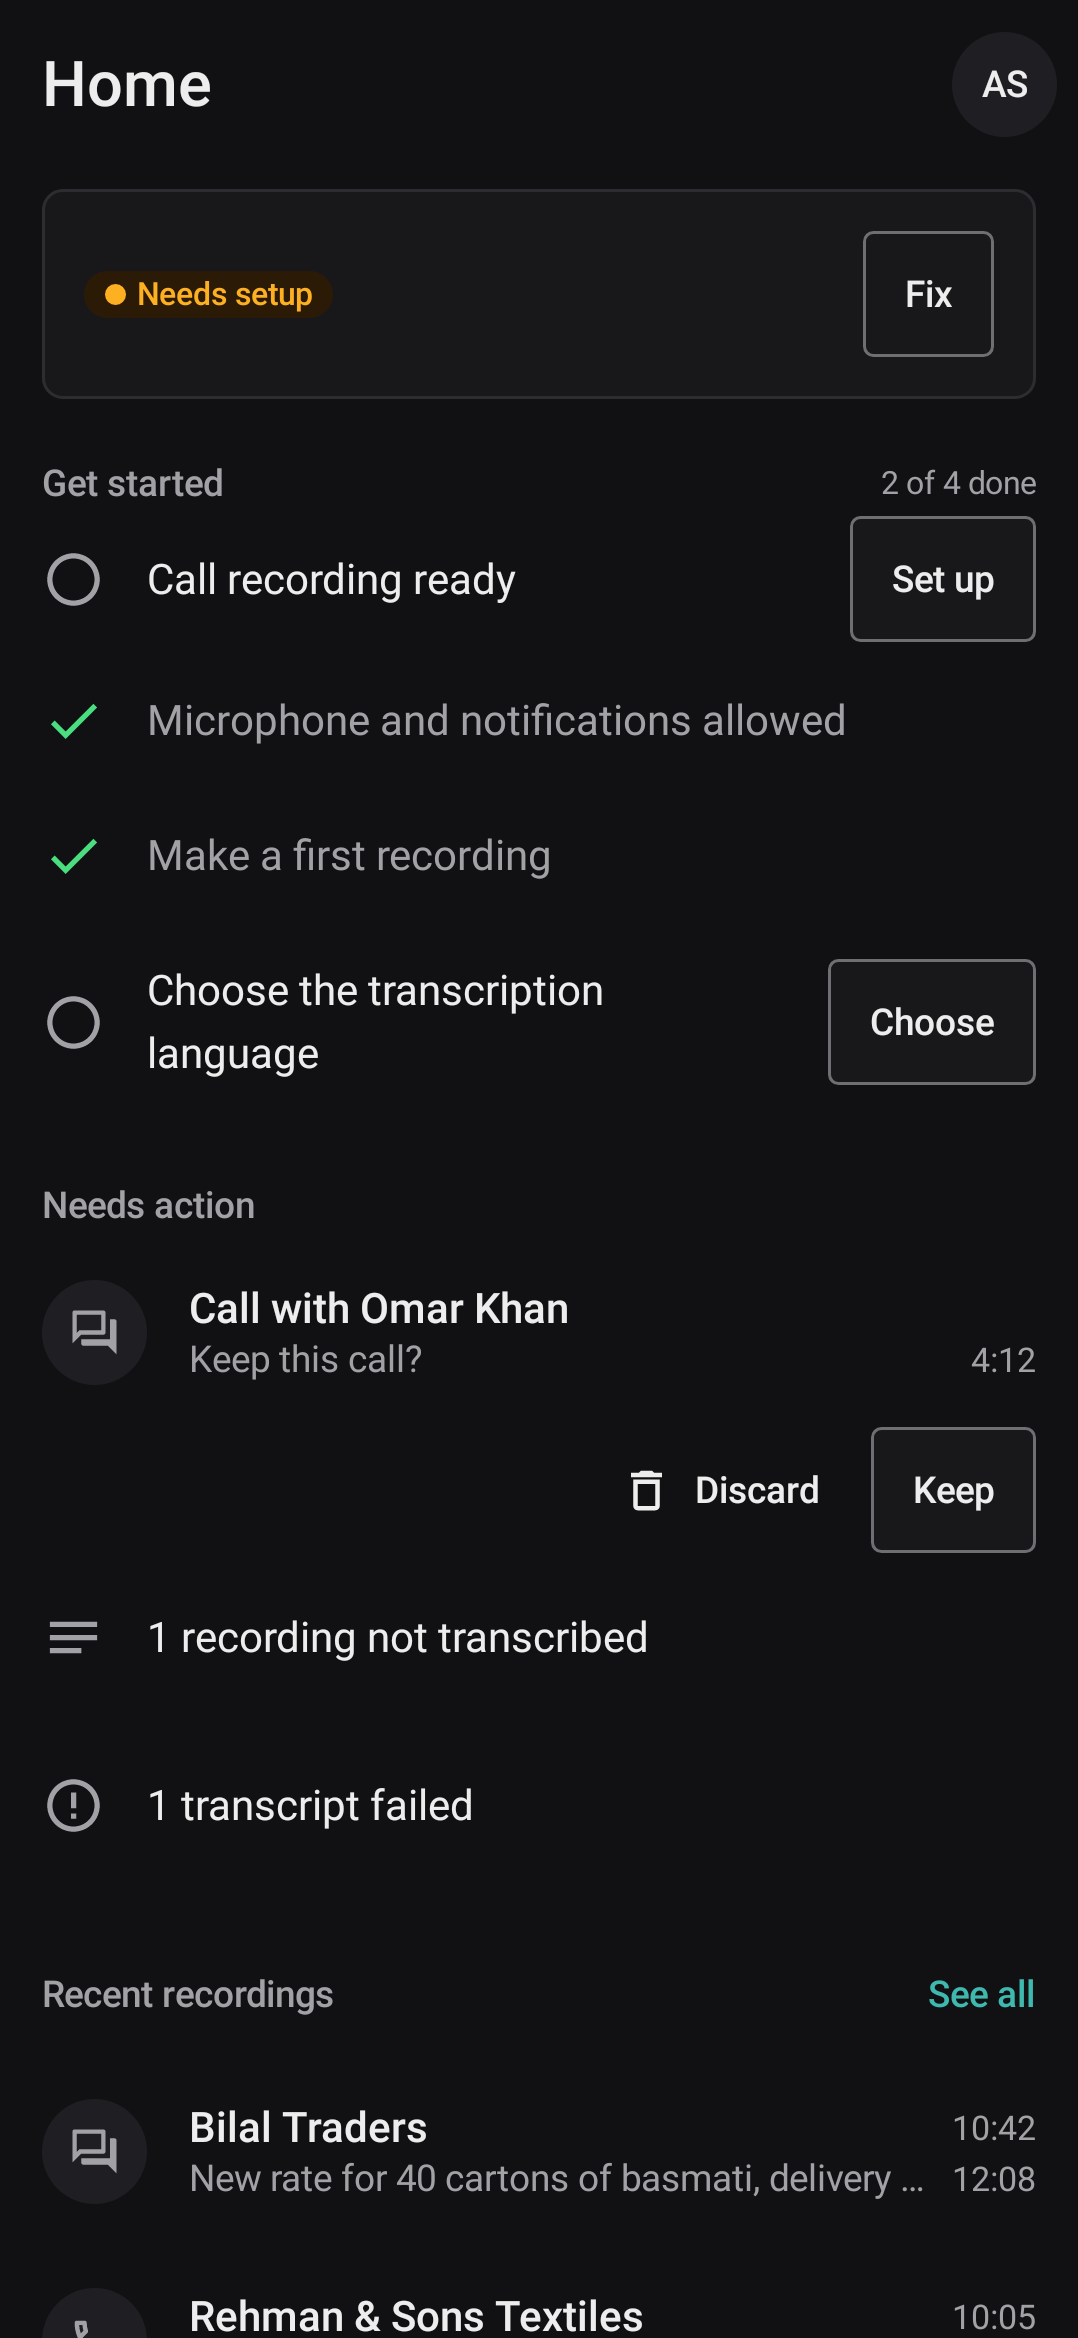 Home
AS
Needs setup
Fix
Get started
2 of 4 done
Call recording ready
Set up
Microphone and notifications allowed
Make a first recording
Choose the transcription
language
Choose
Needs action
Call with Omar Khan
Keep this call?
4:12
Discard
Keep
1 recording not transcribed
1 transcript failed
Recent recordings
See all
Bilal Traders
10:42
New rate for 40 cartons of basmati, delivery ...
12:08
Rehman & Sons Textiles
10:05